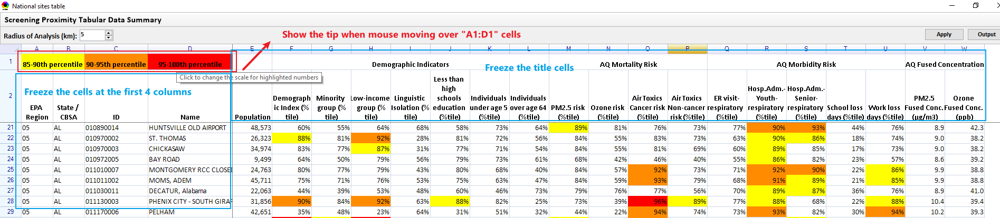 National sites table
Screening Proximity Tabular Data Summary
Radius of Analysis (km): 5
Show the tip when mouse moving over "A1:D1" cells
Apply
Output
A B C D E F G H I J K L M N O P Q R S T U V W
1 85-90th percentile 90-95th percentile 95-100th percentile Demographic Indicators AQ Mortality Risk AQ Morbidity Risk AQ Fused Concentration
Freeze the title cells
Click to change the scale for highlighted numbers
Freeze the cells at the first 4 columns
2
EPA Region
State / CBSA
ID
Name
Population
Demographic Index (%tile)
Minority group (%tile)
Low-income group (%tile)
Linguistic Isolation (%tile)
Less than high schools education (%tile)
Individuals under age 5 (%tile)
Individuals over age 64 (%tile)
PM2.5 risk (%tile)
Ozone risk (%tile)
Air Toxics Cancer risk (%tile)
Air Toxics Non-cancer risk (%tile)
ER visit-respiratory (%tile)
Hosp.Adm.-Youth-respiratory (%tile)
Hosp.Adm.-Senior-respiratory (%tile)
School loss days (%tile)
Work loss days (%tile)
PM2.5 Fused Conc. (µg/m3)
Ozone Fused Conc. (ppb)
21 05 AL 010890014 HUNTSVILLE OLD AIRPORT 48,573 60% 55% 64% 68% 58% 73% 64% 89% 81% 76% 73% 77% 90% 93% 44% 76% 8.9 42.3
22 05 AL 010970002 ST. THOMAS 26,323 88% 81% 92% 28% 81% 72% 56% 84% 55% 83% 73% 63% 90% 86% 18% 74% 9.0 38.2
23 05 AL 010970003 CHICKASAW 34,974 83% 77% 87% 31% 77% 71% 54% 84% 55% 81% 69% 60% 89% 85% 17% 73% 9.0 38.2
24 05 AL 010972005 BAY ROAD 9,499 64% 50% 79% 56% 79% 73% 61% 68% 42% 46% 40% 55% 86% 82% 23% 57% 8.6 39.2
25 05 AL 011010007 MONTGOMERY RCC CLOSED 24,763 80% 77% 79% 43% 80% 68% 40% 84% 57% 92% 73% 71% 92% 90% 22% 86% 9.9 38.8
26 05 AL 011011002 MOMS, ADEM 45,711 75% 71% 76% 53% 75% 63% 47% 84% 59% 93% 79% 68% 91% 89% 21% 85% 9.9 38.8
27 05 AL 011030011 DECATUR, Alabama 22,063 44% 39% 53% 48% 60% 46% 73% 79% 76% 77% 56% 70% 89% 87% 36% 76% 8.9 41.0
28 05 AL 011130003 PHENIX CITY - SOUTH GIRA 31,856 90% 84% 92% 63% 88% 82% 25% 73% 39% 96% 89% 77% 88% 68% 22% 88% 10.4 39.4
29 05 AL 011170006 PELHAM 42,651 35% 48% 23% 64% 31% 51% 32% 44% 22% 94% 74% 73% 93% 82% 30% 94% 10.2 39.3